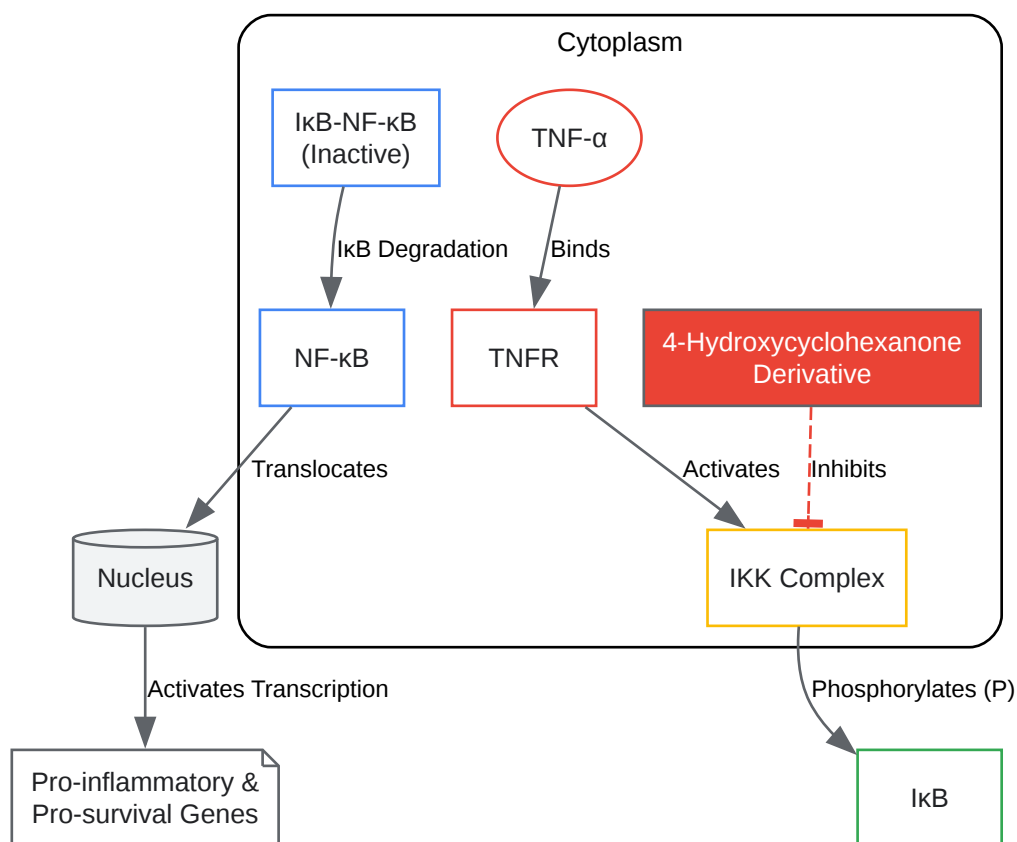 Cytoplasm
IκB-NF-κB
(Inactive)
TNF-α
IκB Degradation
Binds
NF-κB
TNFR
4-Hydroxycyclohexanone
Derivative
Translocates
Activates
Inhibits
Nucleus
IKK Complex
Activates Transcription
Phosphorylates (P)
Pro-inflammatory &
Pro-survival Genes
IκB